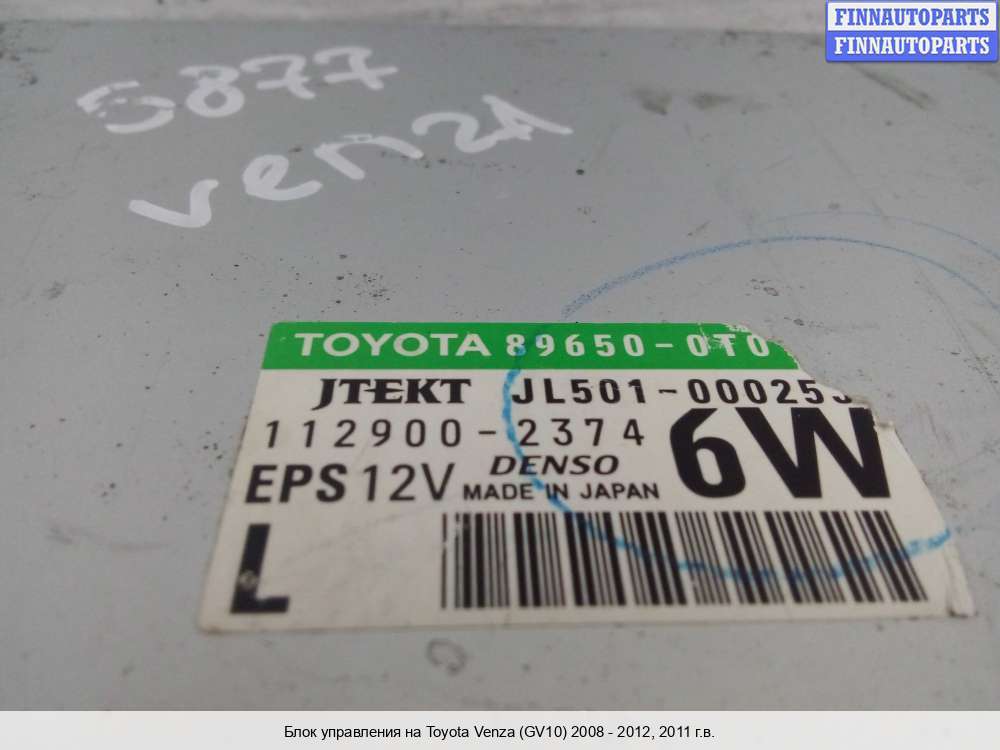 FINNAUTOPARTS
FINNAUTOPARTS
5877
venza
TOYOTA 89650-0T0
JTEKT JL501-000253
112900-2374
6W
EPS 12V DENSO
MADE IN JAPAN
L
Блок управления на Toyota Venza (GV10) 2008 - 2012, 2011 г.в.